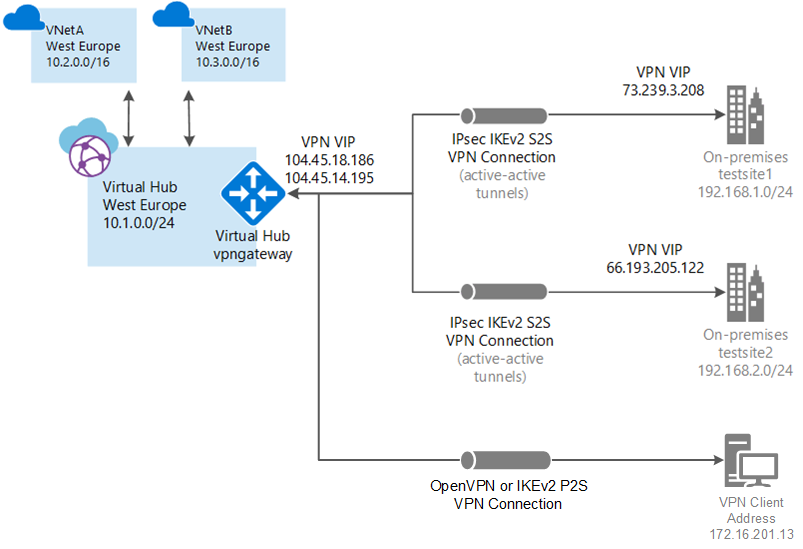 VNetA
West Europe
10.2.0.0/16
VNetB
West Europe
10.3.0.0/16
Virtual Hub
West Europe
10.1.0.0/24
Virtual Hub
vpngateway
VPN VIP
104.45.18.186
104.45.14.195
IPsec IKEv2 S2S
VPN Connection
(active-active
tunnels)
VPN VIP
73.239.3.208
On-premises
testsite1
192.168.1.0/24
IPsec IKEv2 S2S
VPN Connection
(active-active
tunnels)
VPN VIP
66.193.205.122
On-premises
testsite2
192.168.2.0/24
OpenVPN or IKEv2 P2S
VPN Connection
VPN Client
Address
172.16.201.13